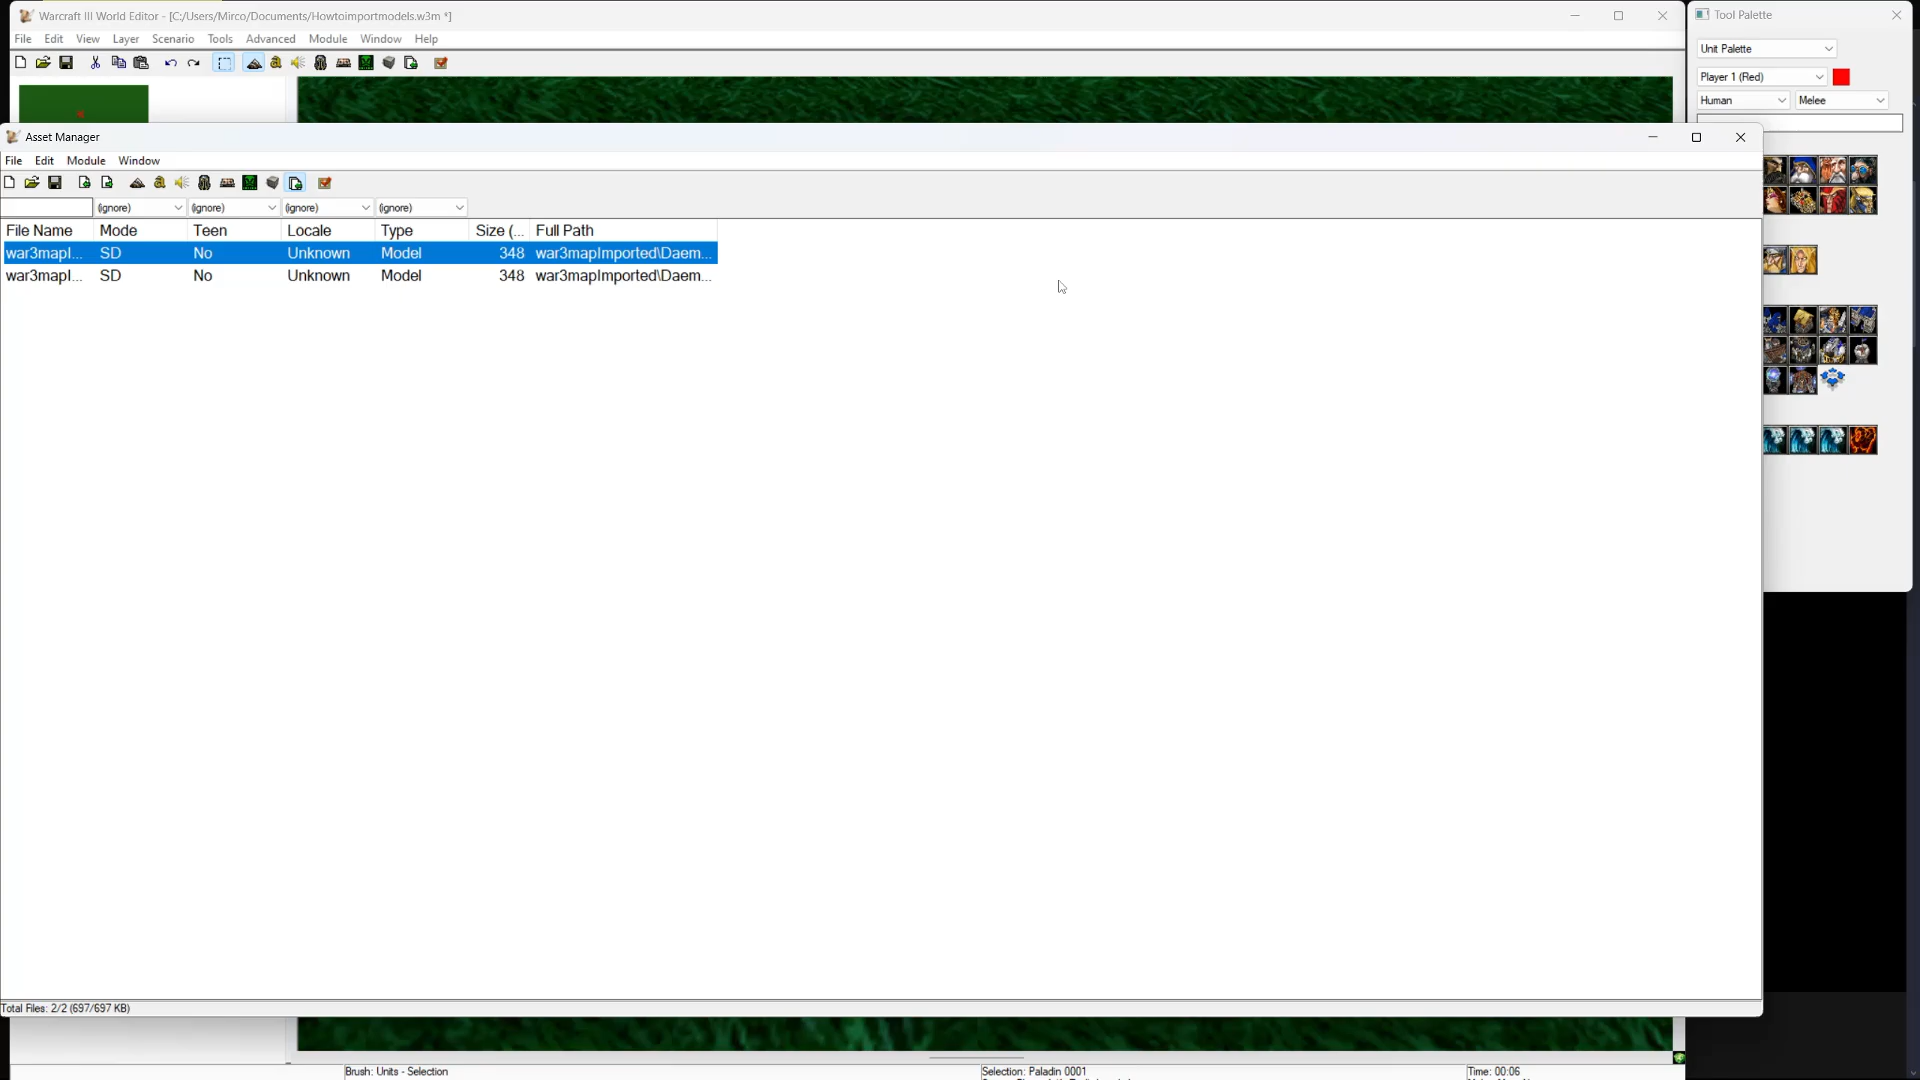 Warcraft III World Editor - [C:/Users/Mirco/Documents/Howtoimportmodels.w3m *]
Tool Palette
File Edit View Layer Scenario Tools Advanced Module Window Help
Unit Palette
Player 1 (Red)
Human Melee
Asset Manager
File Edit Module Window
(ignore) (ignore) (ignore) (ignore)
File Name Mode Teen Locale Type Size (... Full Path
war3mapI... SD No Unknown Model 348 war3mapImported\Daem...
war3mapI... SD No Unknown Model 348 war3mapImported\Daem...
Total Files: 2/2 (697/697 KB)
Brush: Units - Selection
Selection: Paladin 0001
Time: 00:06